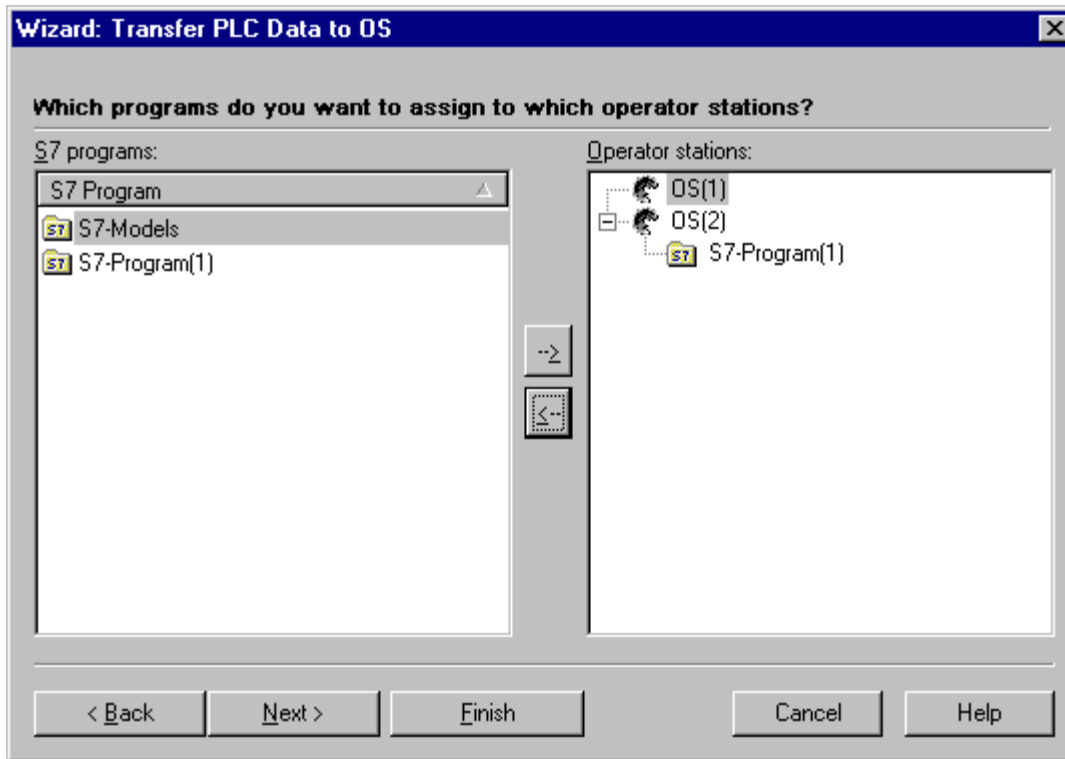 Wizard: Transfer PLC Data to OS
Which programs do you want to assign to which operator stations?
S7 programs:
S7 Program
S7-Models
S7-Program(1)
-->
<--
Operator stations:
OS(1)
OS(2)
S7-Program(1)
< Back
Next >
Finish
Cancel
Help